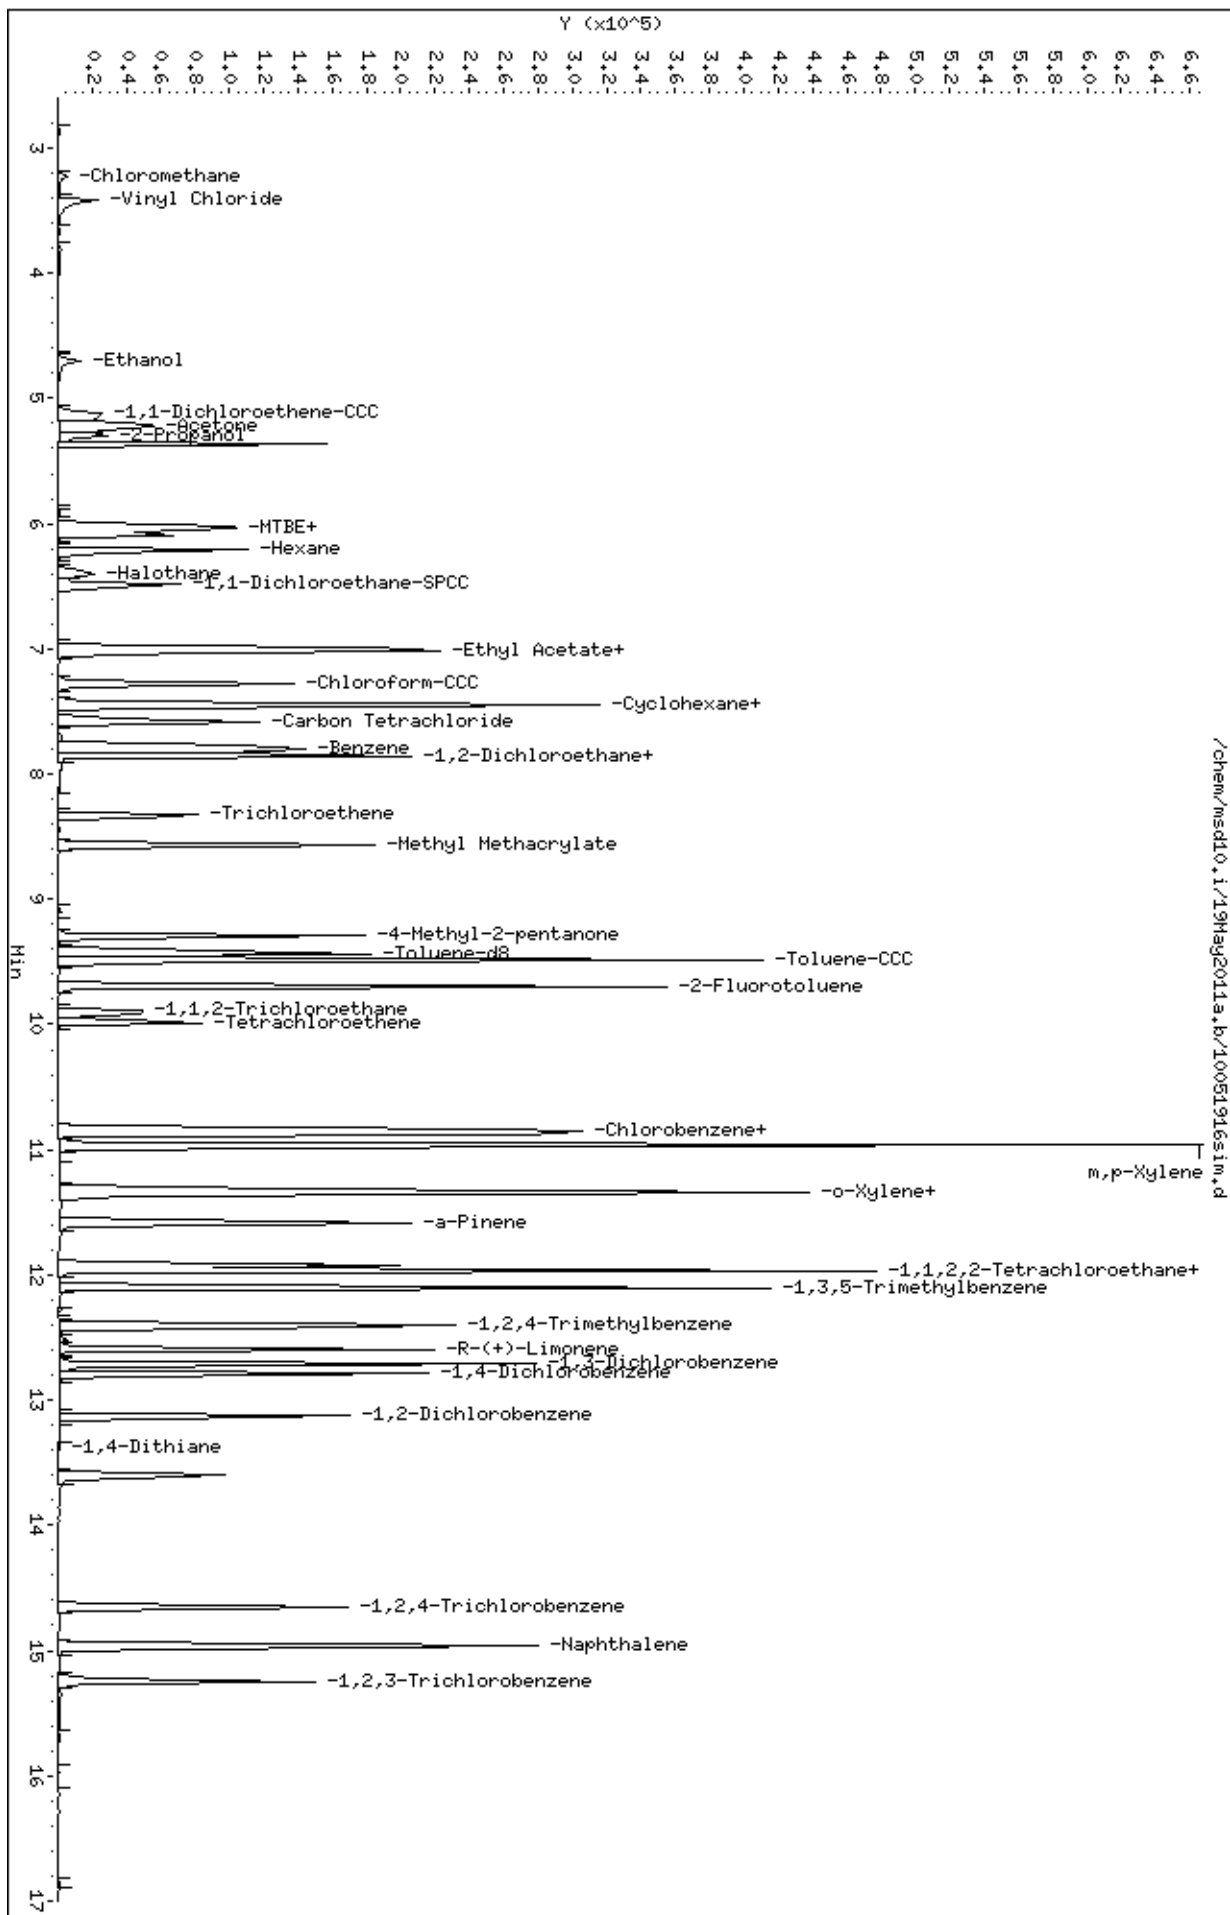 Y (x10^5)
0.2
0.4
0.6
0.8
1.0
1.2
1.4
1.6
1.8
2.0
2.2
2.4
2.6
2.8
3.0
3.2
3.4
3.6
3.8
4.0
4.2
4.4
4.6
4.8
5.0
5.2
5.4
5.6
5.8
6.0
6.2
6.4
6.6
/chem/msd10.i/19May2011a.b/10051916sim.d
3
-Chloromethane
-Vinyl Chloride
4
-Ethanol
5
-1,1-Dichloroethene-CCC
-Acetone
-2-Propanol
6
-MTBE+
-Hexane
-Halothane
-1,1-Dichloroethane-SPCC
7
-Ethyl Acetate+
-Chloroform-CCC
-Cyclohexane+
-Carbon Tetrachloride
-Benzene
-1,2-Dichloroethane+
8
-Trichloroethene
-Methyl Methacrylate
9
-4-Methyl-2-pentanone
-Toluene-d8
-Toluene-CCC
Min
-2-Fluorotoluene
-1,1,2-Trichloroethane
-Tetrachloroethene
10
-Chlorobenzene+
11
m,p-Xylene
-o-Xylene+
-a-Pinene
-1,1,2,2-Tetrachloroethane+
12
-1,3,5-Trimethylbenzene
-1,2,4-Trimethylbenzene
-R-(+)-Limonene
-1,3-Dichlorobenzene
-1,4-Dichlorobenzene
13
-1,2-Dichlorobenzene
-1,4-Dithiane
14
-1,2,4-Trichlorobenzene
-Naphthalene
15
-1,2,3-Trichlorobenzene
16
17